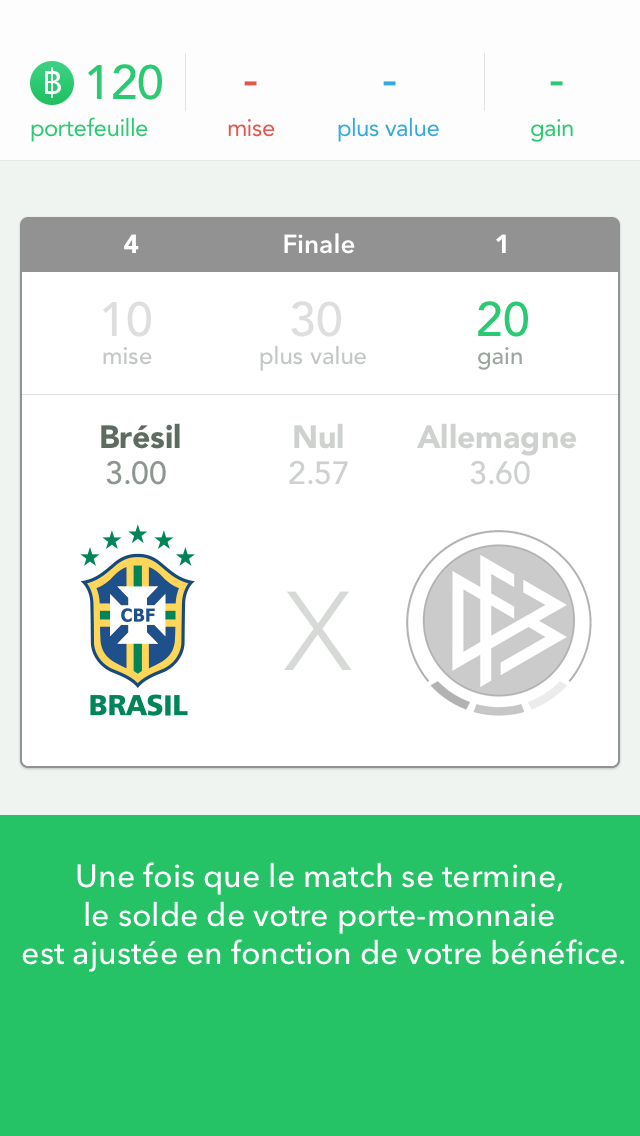 ฿ 120 - - -
portefeuille mise plus value gain
4 Finale 1
10 30 20
mise plus value gain
Brésil Nul Allemagne
3.00 2.57 3.60
CBF X DFB
BRASIL
Une fois que le match se termine,
le solde de votre porte-monnaie
est ajustée en fonction de votre bénéfice.